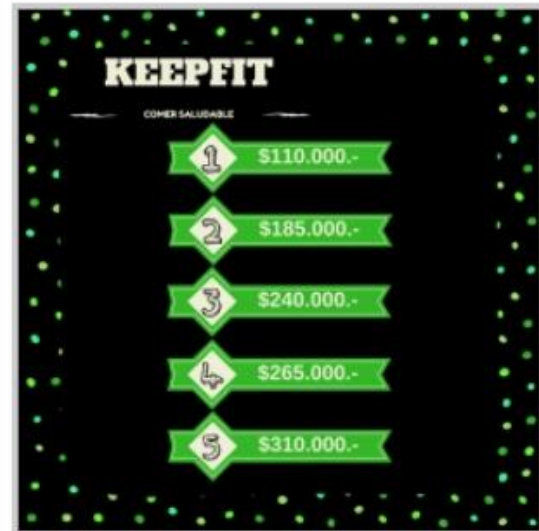 KEEPFIT
COMER SALUDABLE
1 $110.000.-
2 $185.000.-
3 $240.000.-
4 $265.000.-
5 $310.000.-